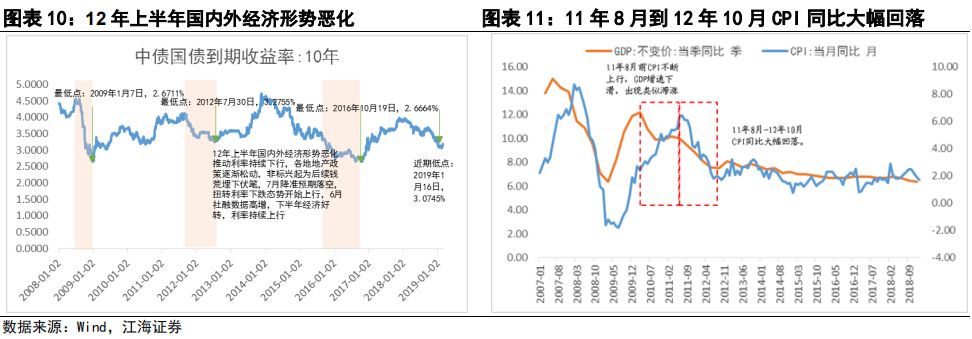 图表 10：12 年上半年国内外经济形势恶化
中债国债到期收益率：10年
5.0000
4.5000
4.0000
3.5000
3.0000
2.5000
2.0000
1.5000
1.0000
0.5000
0.0000
最低点：2009年1月7日，2.6711%
最低点：2012年7月30日，3.2755%
最低点：2016年10月19日，2.6664%
12年上半年国内外经济形势恶化
推动利率持续下行，各地地产政
策逐渐松动，非标兴起为后续钱
荒埋下伏笔，7月降准预期落空，
扭转利率下跌态势开始上行，6月
社融数据高增，下半年经济好
转，利率持续上行
近期低点：
2019年1
月16日，
3.0745%
2008-01-02
2009-01-02
2010-01-02
2011-01-02
2012-01-02
2013-01-02
2014-01-02
2015-01-02
2016-01-02
2017-01-02
2018-01-02
2019-01-02
图表 11：11 年 8 月到 12 年 10 月 CPI 同比大幅回落
GDP:不变价:当季同比 季
CPI:当月同比 月
16.00
14.00
12.00
10.00
8.00
6.00
4.00
2.00
0.00
10.00
8.00
6.00
4.00
2.00
0.00
-2.00
-4.00
11年8月前CPI不断
上行，GDP增速下
滑，出现类似滞涨
11年8月-12年10月
CPI同比大幅回落。
2007-01
2007-08
2008-03
2008-10
2009-05
2009-12
2010-07
2011-02
2011-09
2012-04
2012-11
2013-06
2014-01
2014-08
2015-03
2015-10
2016-05
2016-12
2017-07
2018-02
2018-09
数据来源：Wind，江海证券